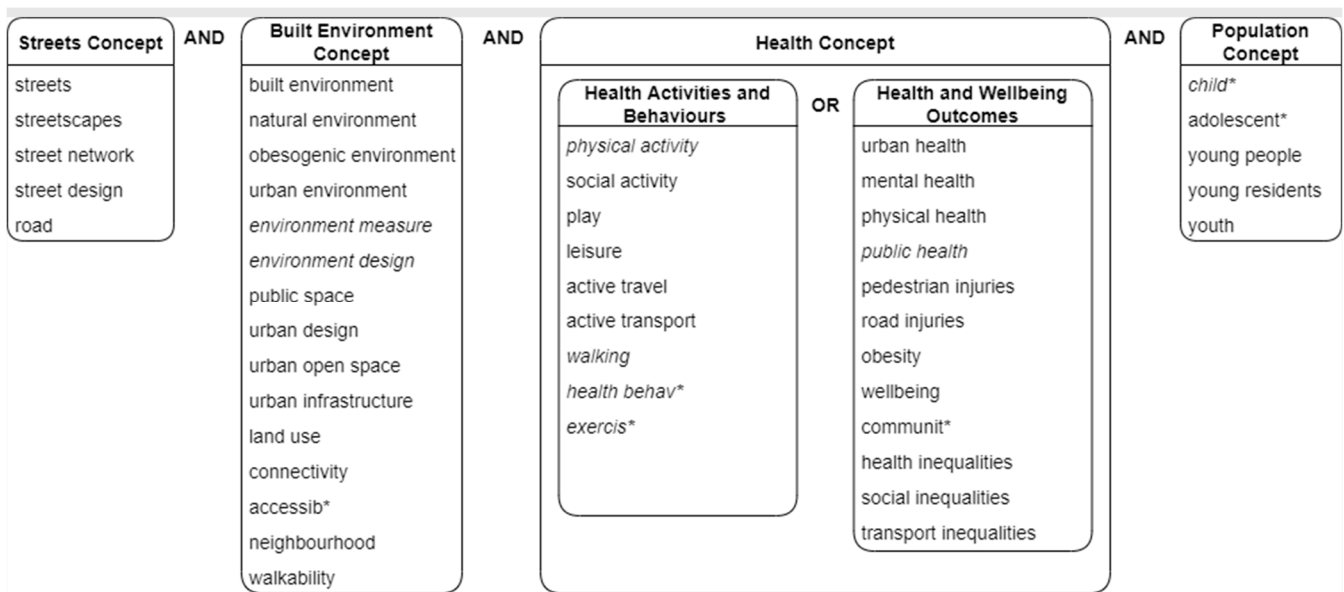 Streets Concept
streets
streetscapes
street network
street design
road
AND
Built Environment
Concept
built environment
natural environment
obesogenic environment
urban environment
environment measure
environment design
public space
urban design
urban open space
urban infrastructure
land use
connectivity
accessib*
neighbourhood
walkability
AND
Health Concept
Health Activities and
Behaviours
physical activity
social activity
play
leisure
active travel
active transport
walking
health behav*
exercis*
OR
Health and Wellbeing
Outcomes
urban health
mental health
physical health
public health
pedestrian injuries
road injuries
obesity
wellbeing
communit*
health inequalities
social inequalities
transport inequalities
AND
Population
Concept
child*
adolescent*
young people
young residents
youth